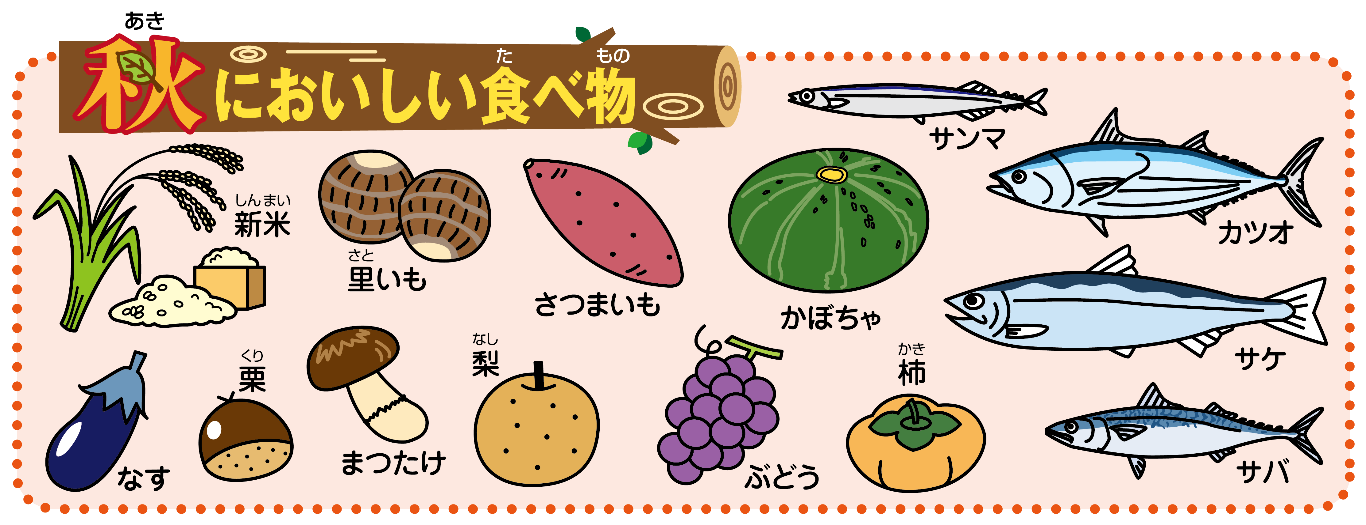 あき
秋においしい食べ物
た
もの
サンマ
カツオ
しんまい
新米
さと
里いも
さつまいも
かぼちゃ
サケ
なす
くり
栗
まつたけ
なし
梨
ぶどう
かき
柿
サバ